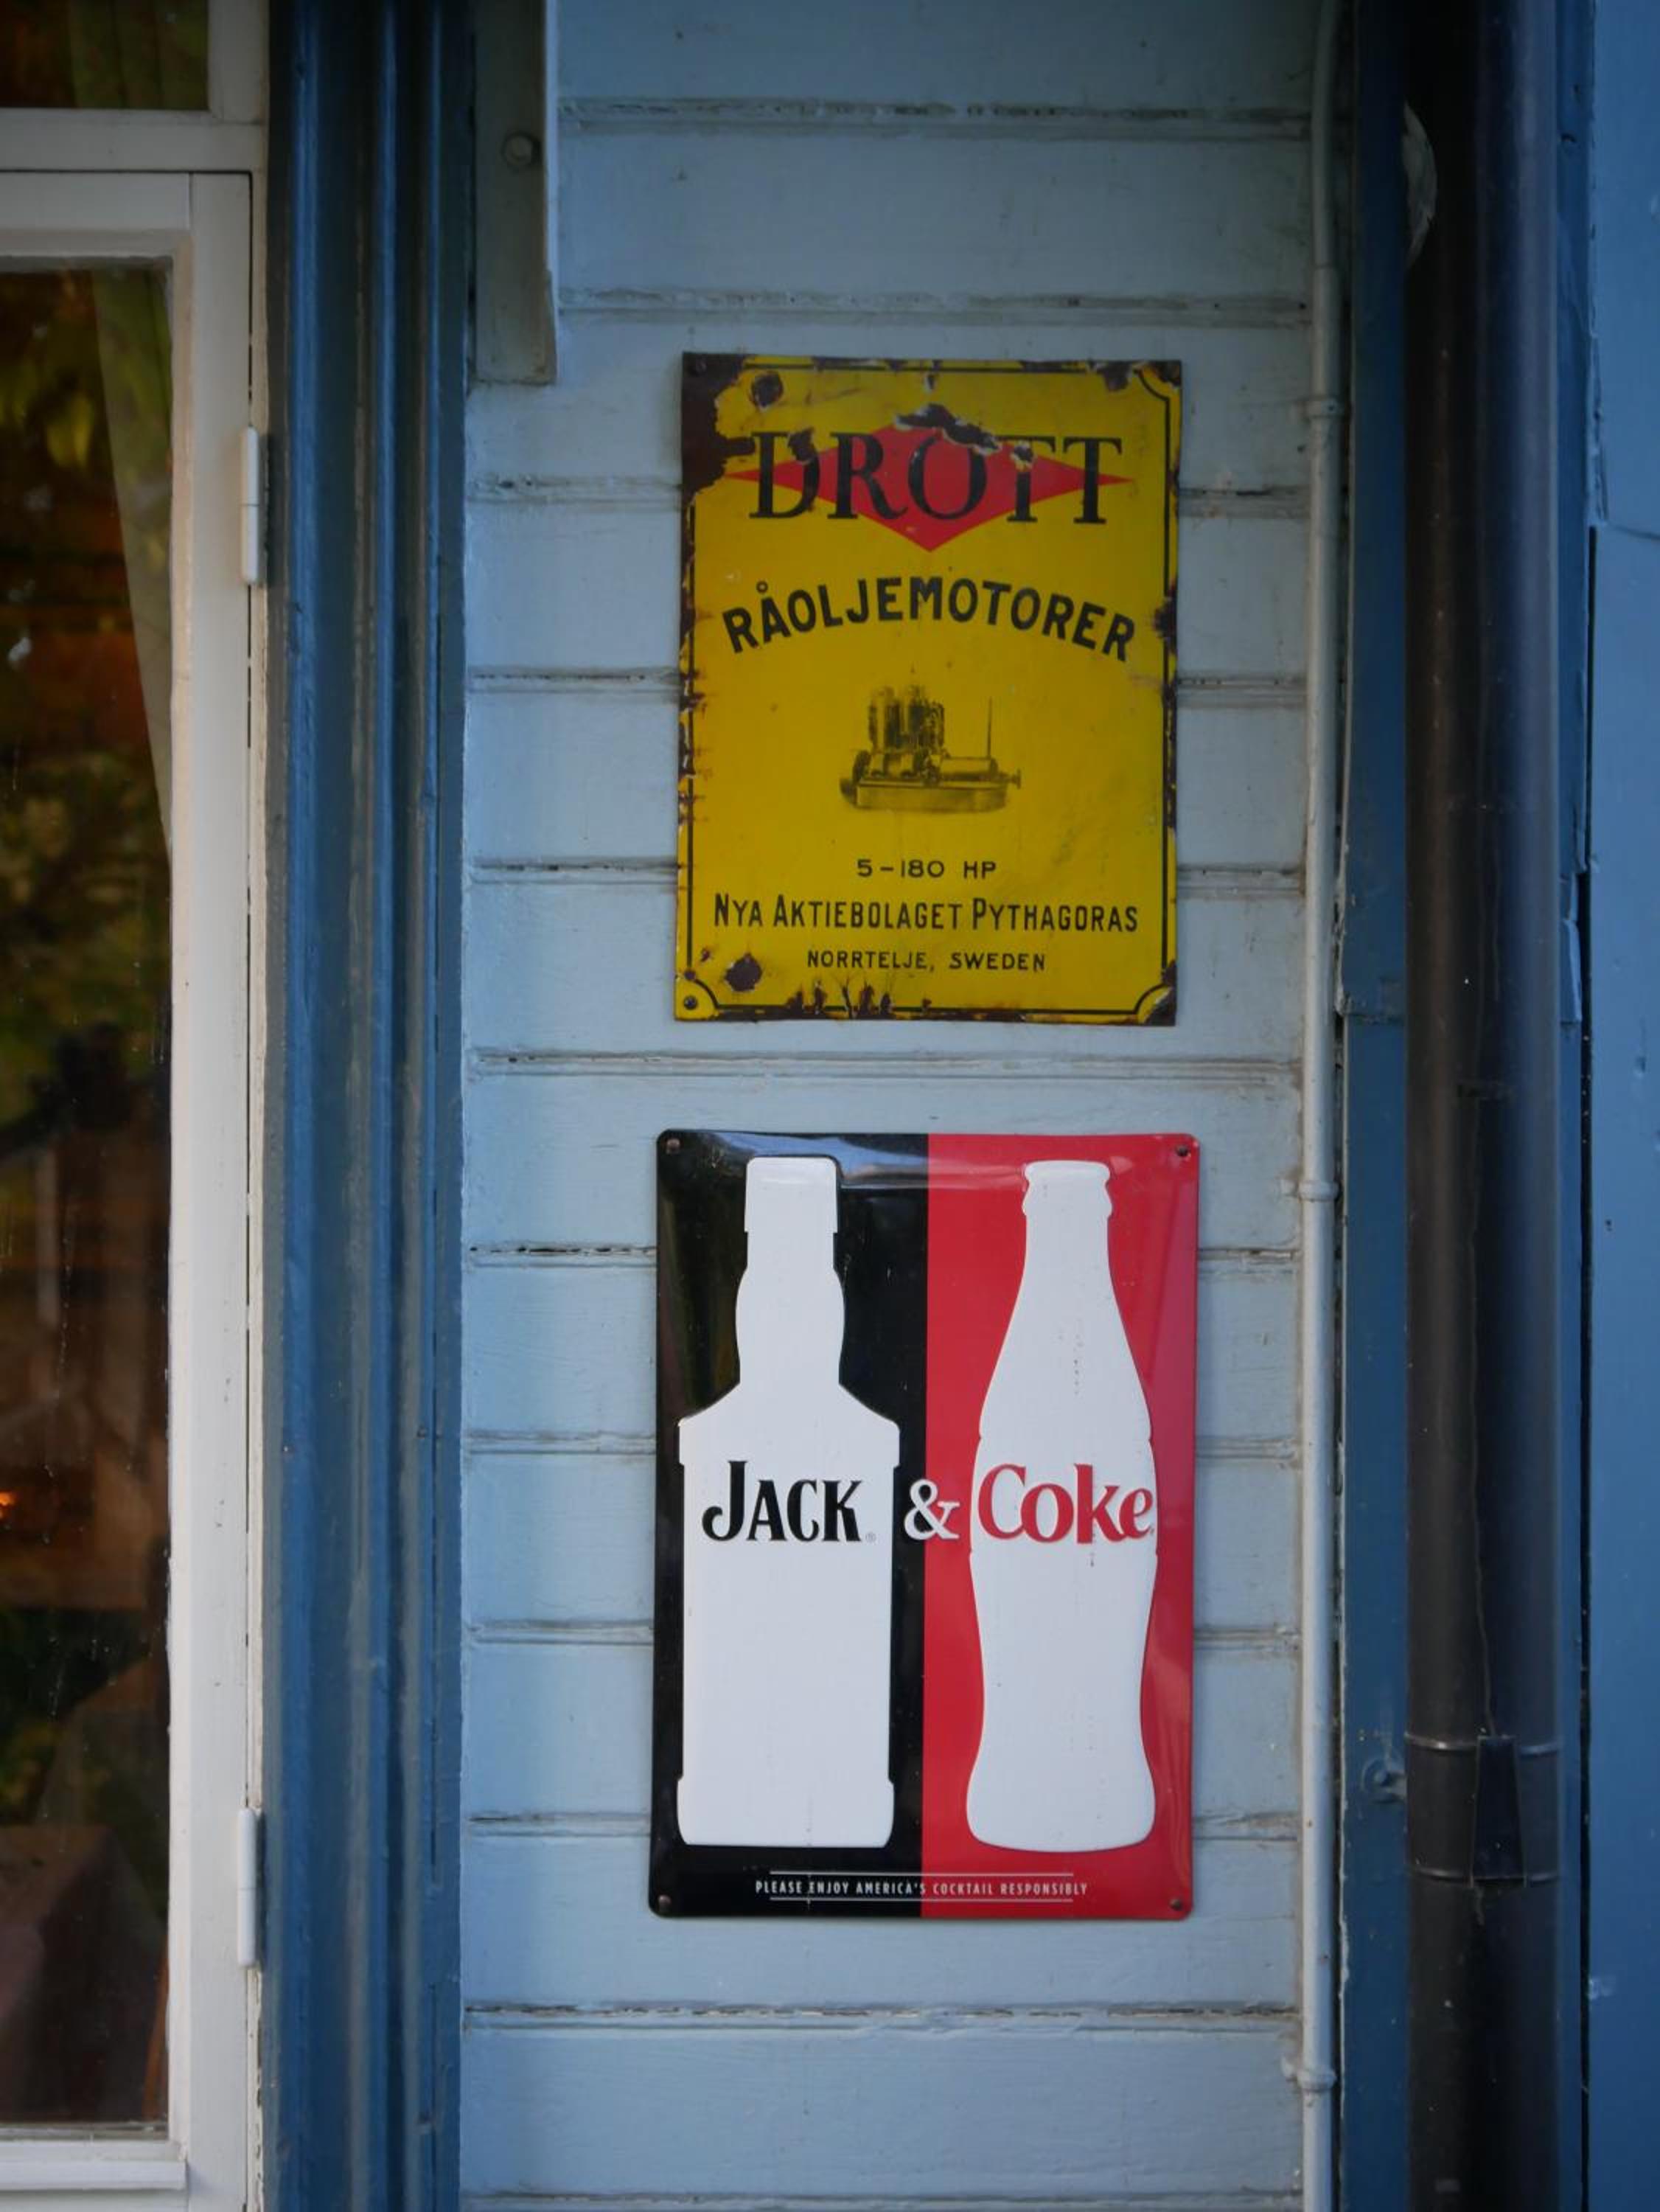 DROTT
RÅOLJEMOTORER
5-180 HP
NYA AKTIEBOLAGET PYTHAGORAS
NORRTELJE, SWEDEN
JACK® & Coke®
PLEASE ENJOY AMERICA'S COCKTAIL RESPONSIBLY